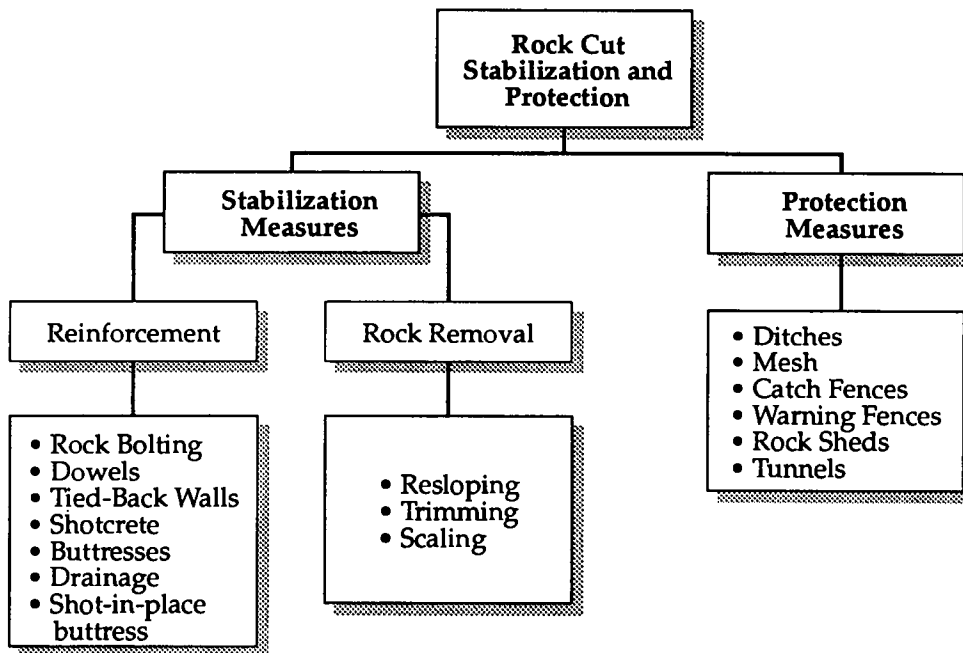 Rock Cut
Stabilization and
Protection
Stabilization
Measures
Protection
Measures
Reinforcement
Rock Removal
• Rock Bolting
• Dowels
• Tied-Back Walls
• Shotcrete
• Buttresses
• Drainage
• Shot-in-place
buttress
• Resloping
• Trimming
• Scaling
• Ditches
• Mesh
• Catch Fences
• Warning Fences
• Rock Sheds
• Tunnels